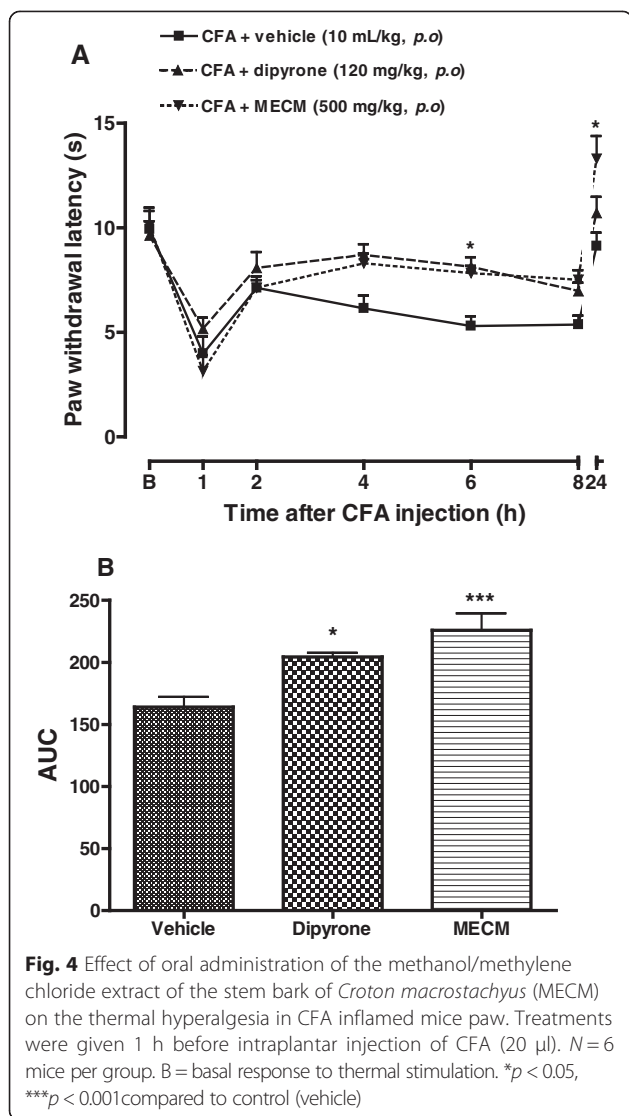 CFA + vehicle (10 mL/kg, p.o)
A
CFA + dipyrone (120 mg/kg, p.o)
CFA + MECM (500 mg/kg, p.o)
Paw withdrawal latency (s)
15
10
5
0
*
*
B 1 2 4 6 8 24
Time after CFA injection (h)
B
AUC
250
200
150
100
50
0
*
***
Vehicle Dipyrone MECM
Fig. 4 Effect of oral administration of the methanol/methylene
chloride extract of the stem bark of Croton macrostachyus (MECM)
on the thermal hyperalgesia in CFA inflamed mice paw. Treatments
were given 1 h before intraplantar injection of CFA (20 μl). N = 6
mice per group. B = basal response to thermal stimulation. *p < 0.05,
***p < 0.001compared to control (vehicle)